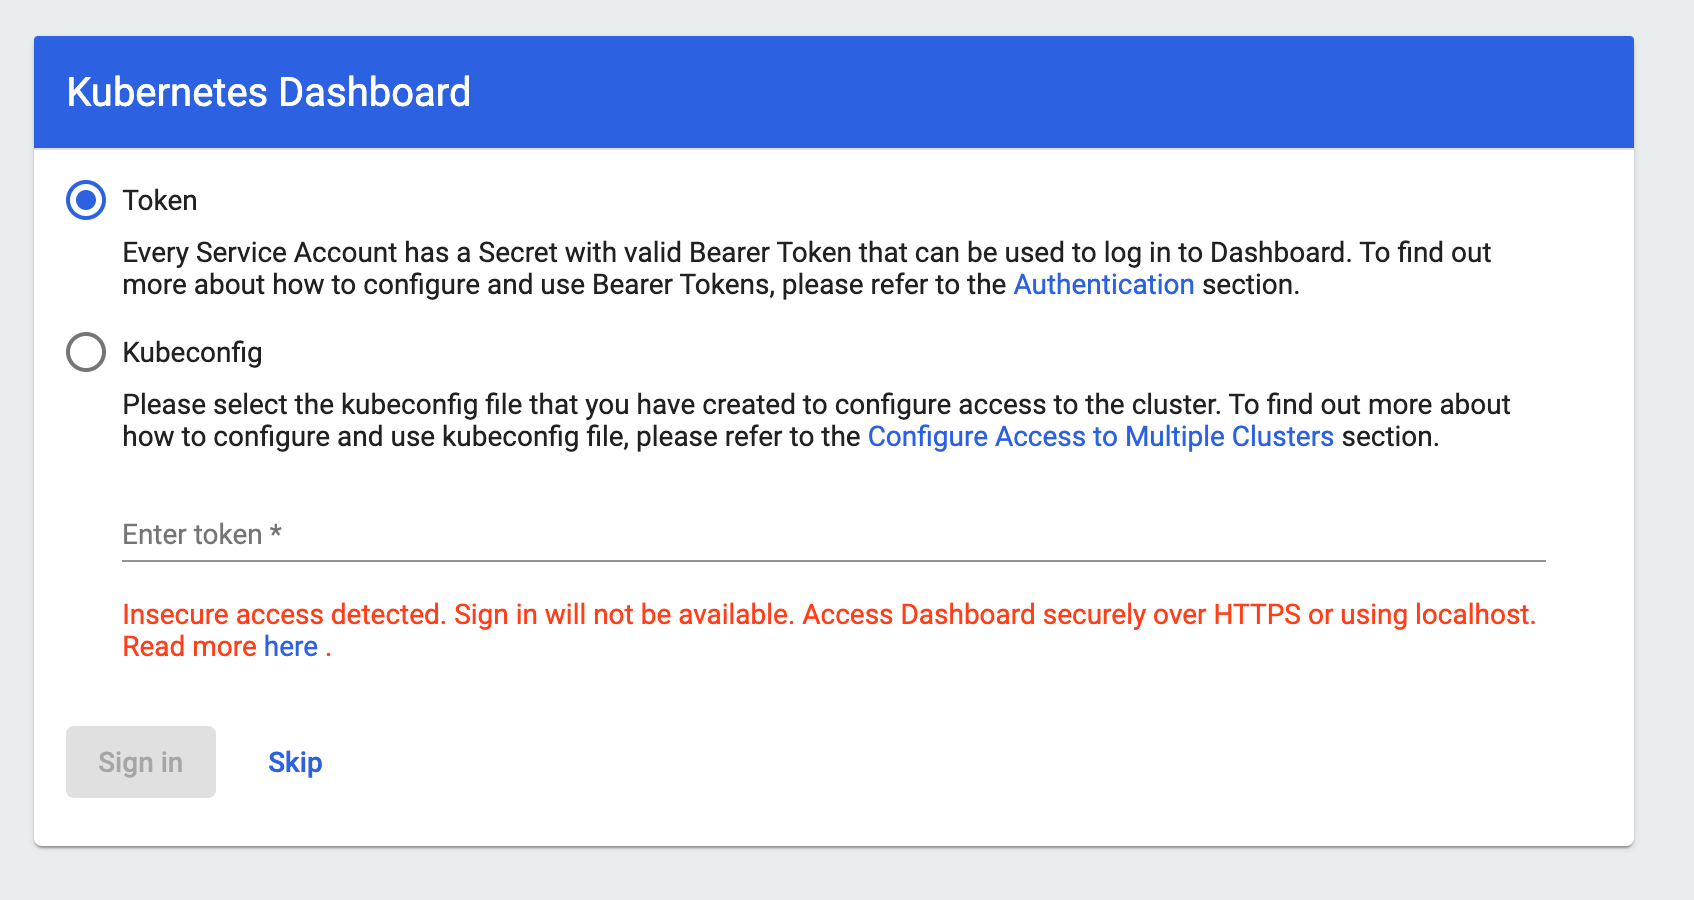 Kubernetes Dashboard
Token
Every Service Account has a Secret with valid Bearer Token that can be used to log in to Dashboard. To find out
more about how to configure and use Bearer Tokens, please refer to the Authentication section.
Kubeconfig
Please select the kubeconfig file that you have created to configure access to the cluster. To find out more about
how to configure and use kubeconfig file, please refer to the Configure Access to Multiple Clusters section.
Enter token *
Insecure access detected. Sign in will not be available. Access Dashboard securely over HTTPS or using localhost.
Read more here .
Sign in Skip